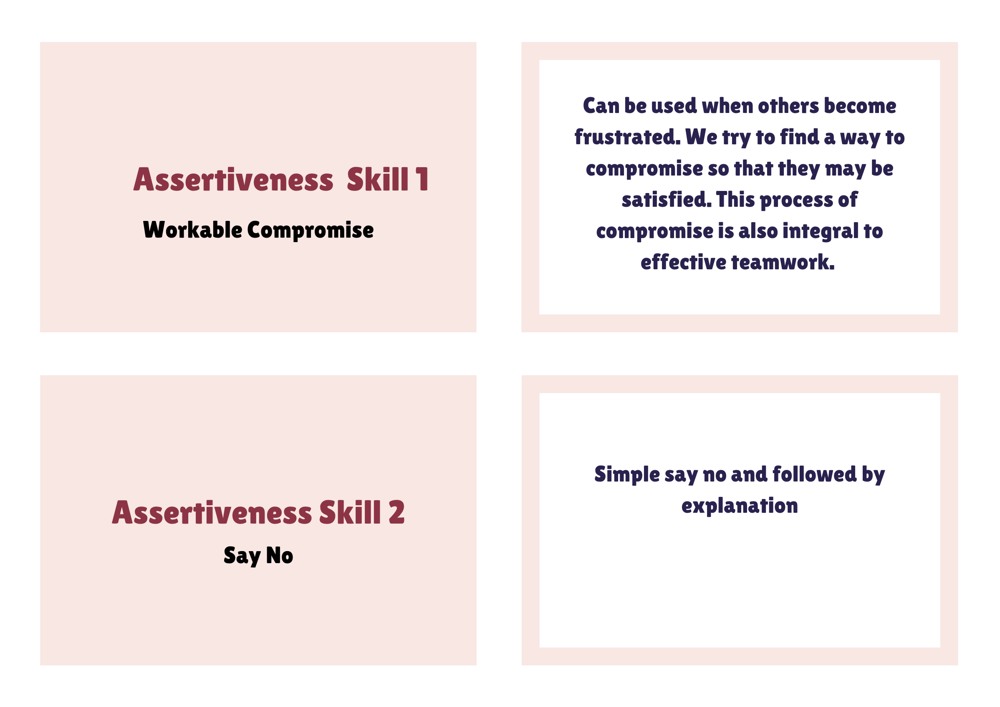 Assertiveness Skill 1
Workable Compromise
Can be used when others become
frustrated. We try to find a way to
compromise so that they may be
satisfied. This process of
compromise is also integral to
effective teamwork.
Assertiveness Skill 2
Say No
Simple say no and followed by
explanation